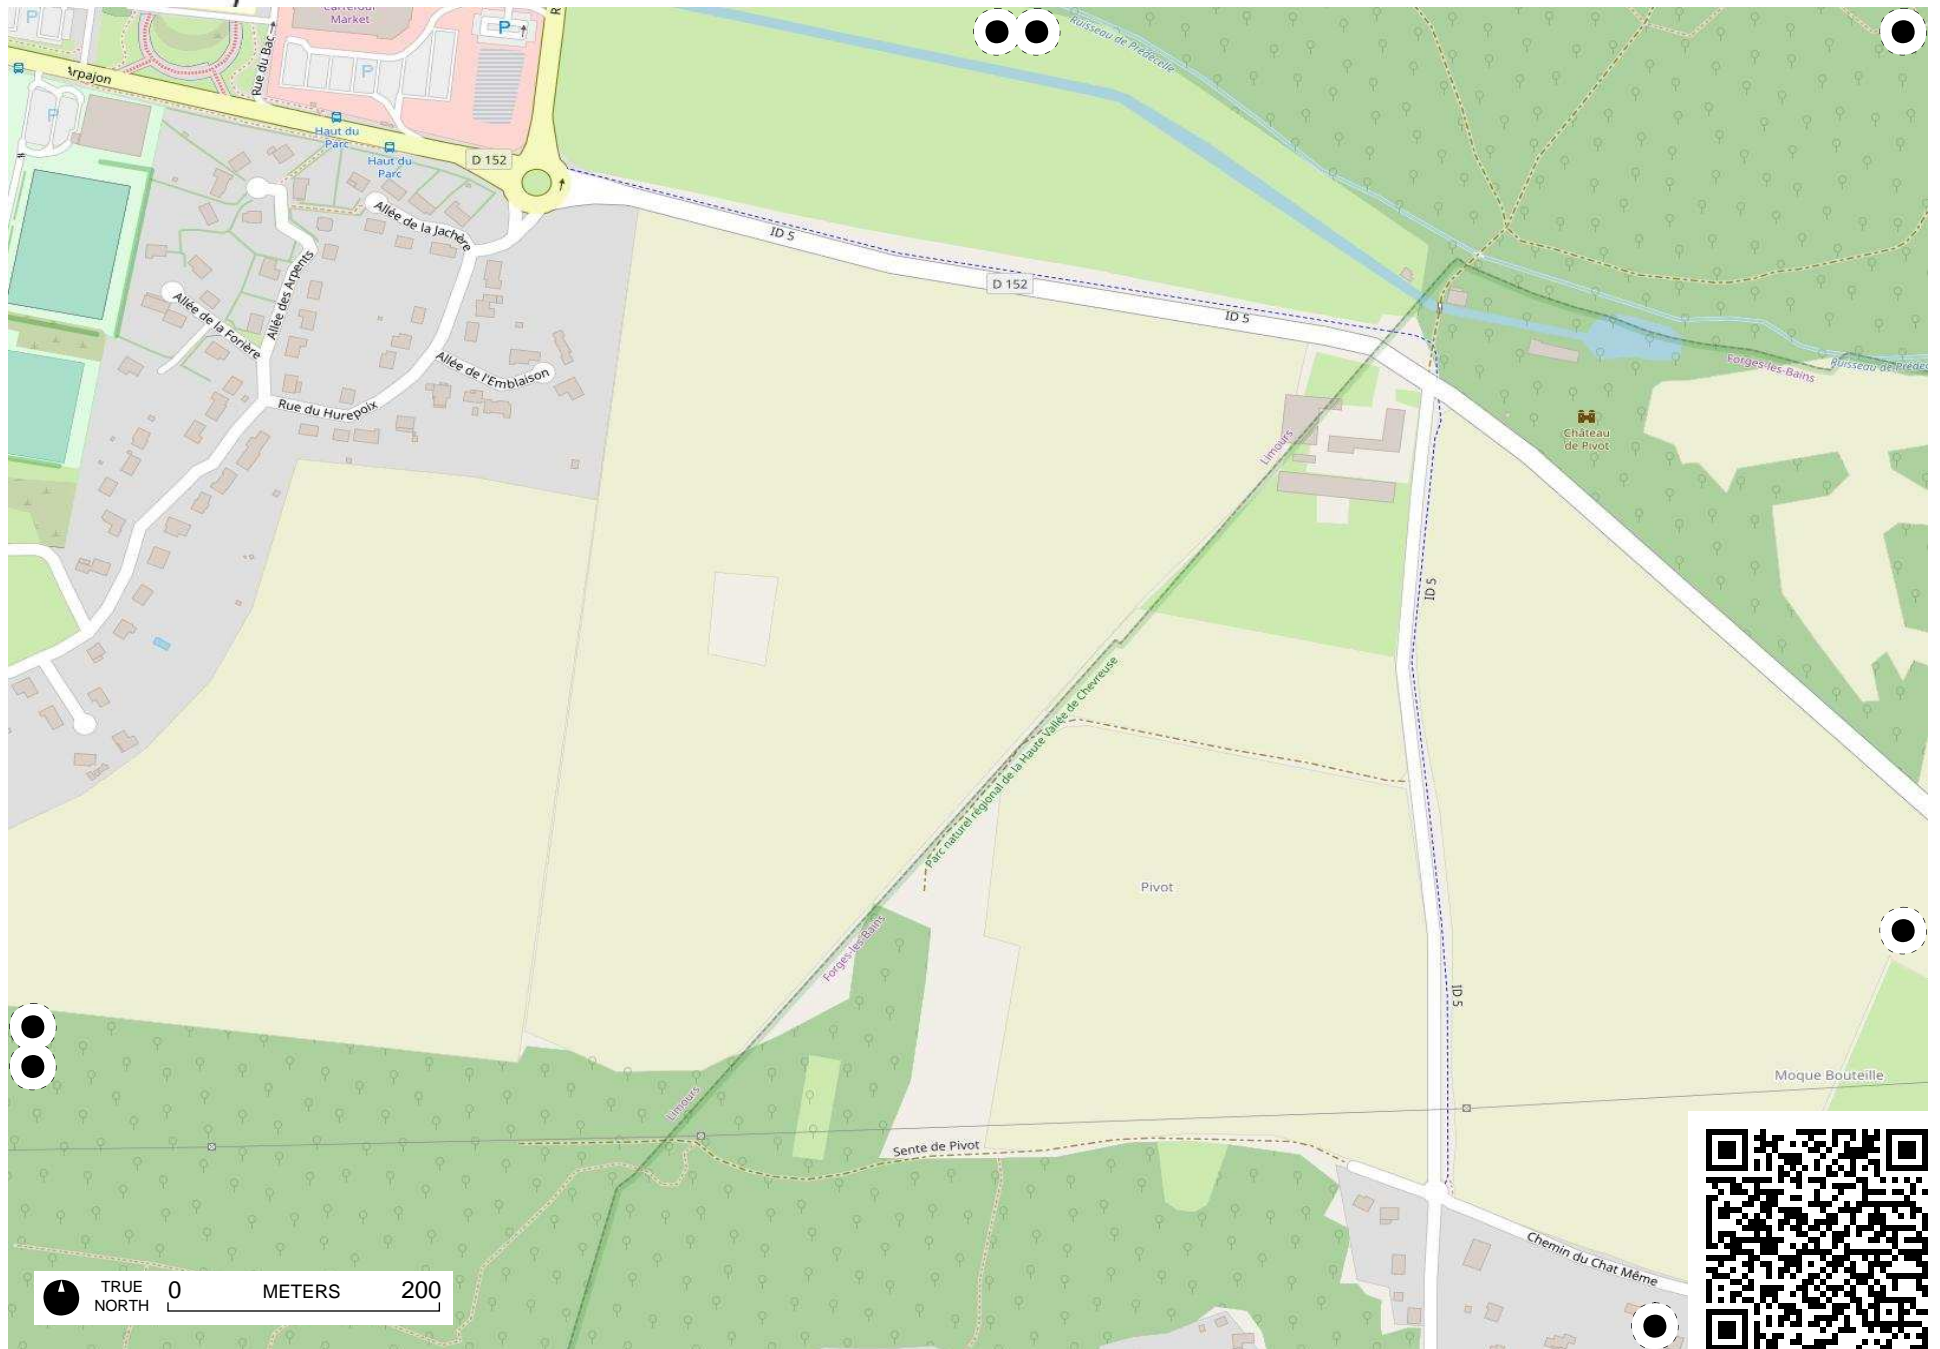 Carrefour
Market
P
P
P
P
R
Arpajon
Rue du Bac
Haut du
Parc
Haut du
Parc
D 152
Ruisseau de Prédecelle
Allée de la Jachère
ID 5
Allée des Arpents
D 152
Allée de la Forière
ID 5
Allée de l'Emblaison
Forges-les-Bains
Rue du Hurepoix
Château
de Pivot
Limours
ID 5
Parc naturel régional de la Haute Vallée de Chevreuse
Pivot
Forges-les-Bains
ID 5
Moque Bouteille
Limours
Sente de Pivot
Chemin du Chat Même
TRUE
NORTH
0 METERS 200